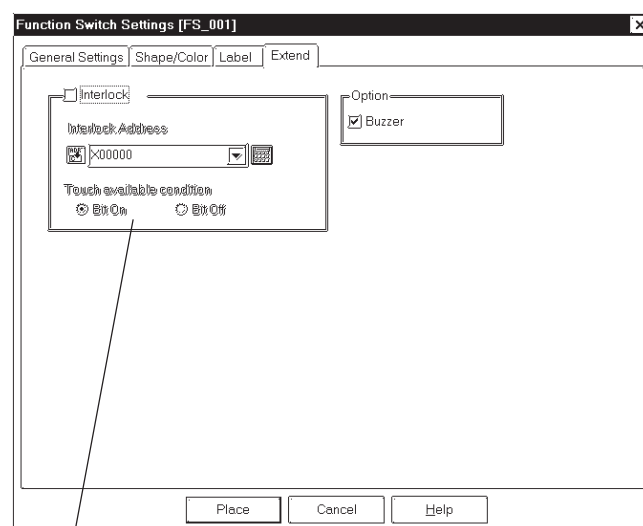 Function Switch Settings [FS_001]
General Settings Shape/Color Label Extend
Interlock
Interlock Address
X00000
Touch available condition
Bit On Bit Off
Option
Buzzer
Place Cancel Help